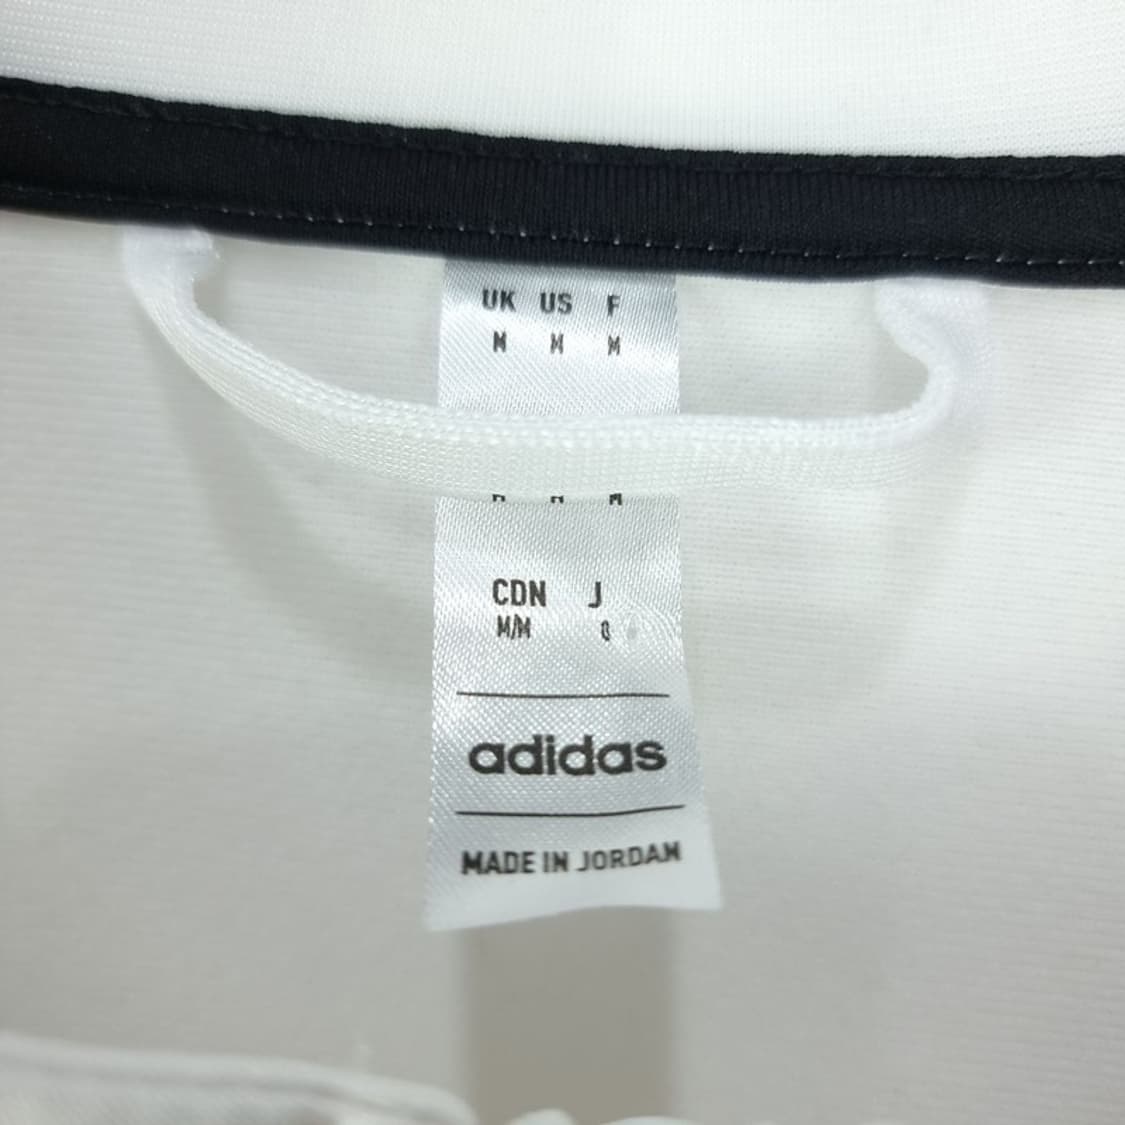 UK US F
M M M
M M M
CDN J
M/M O
adidas
MADE IN JORDAN